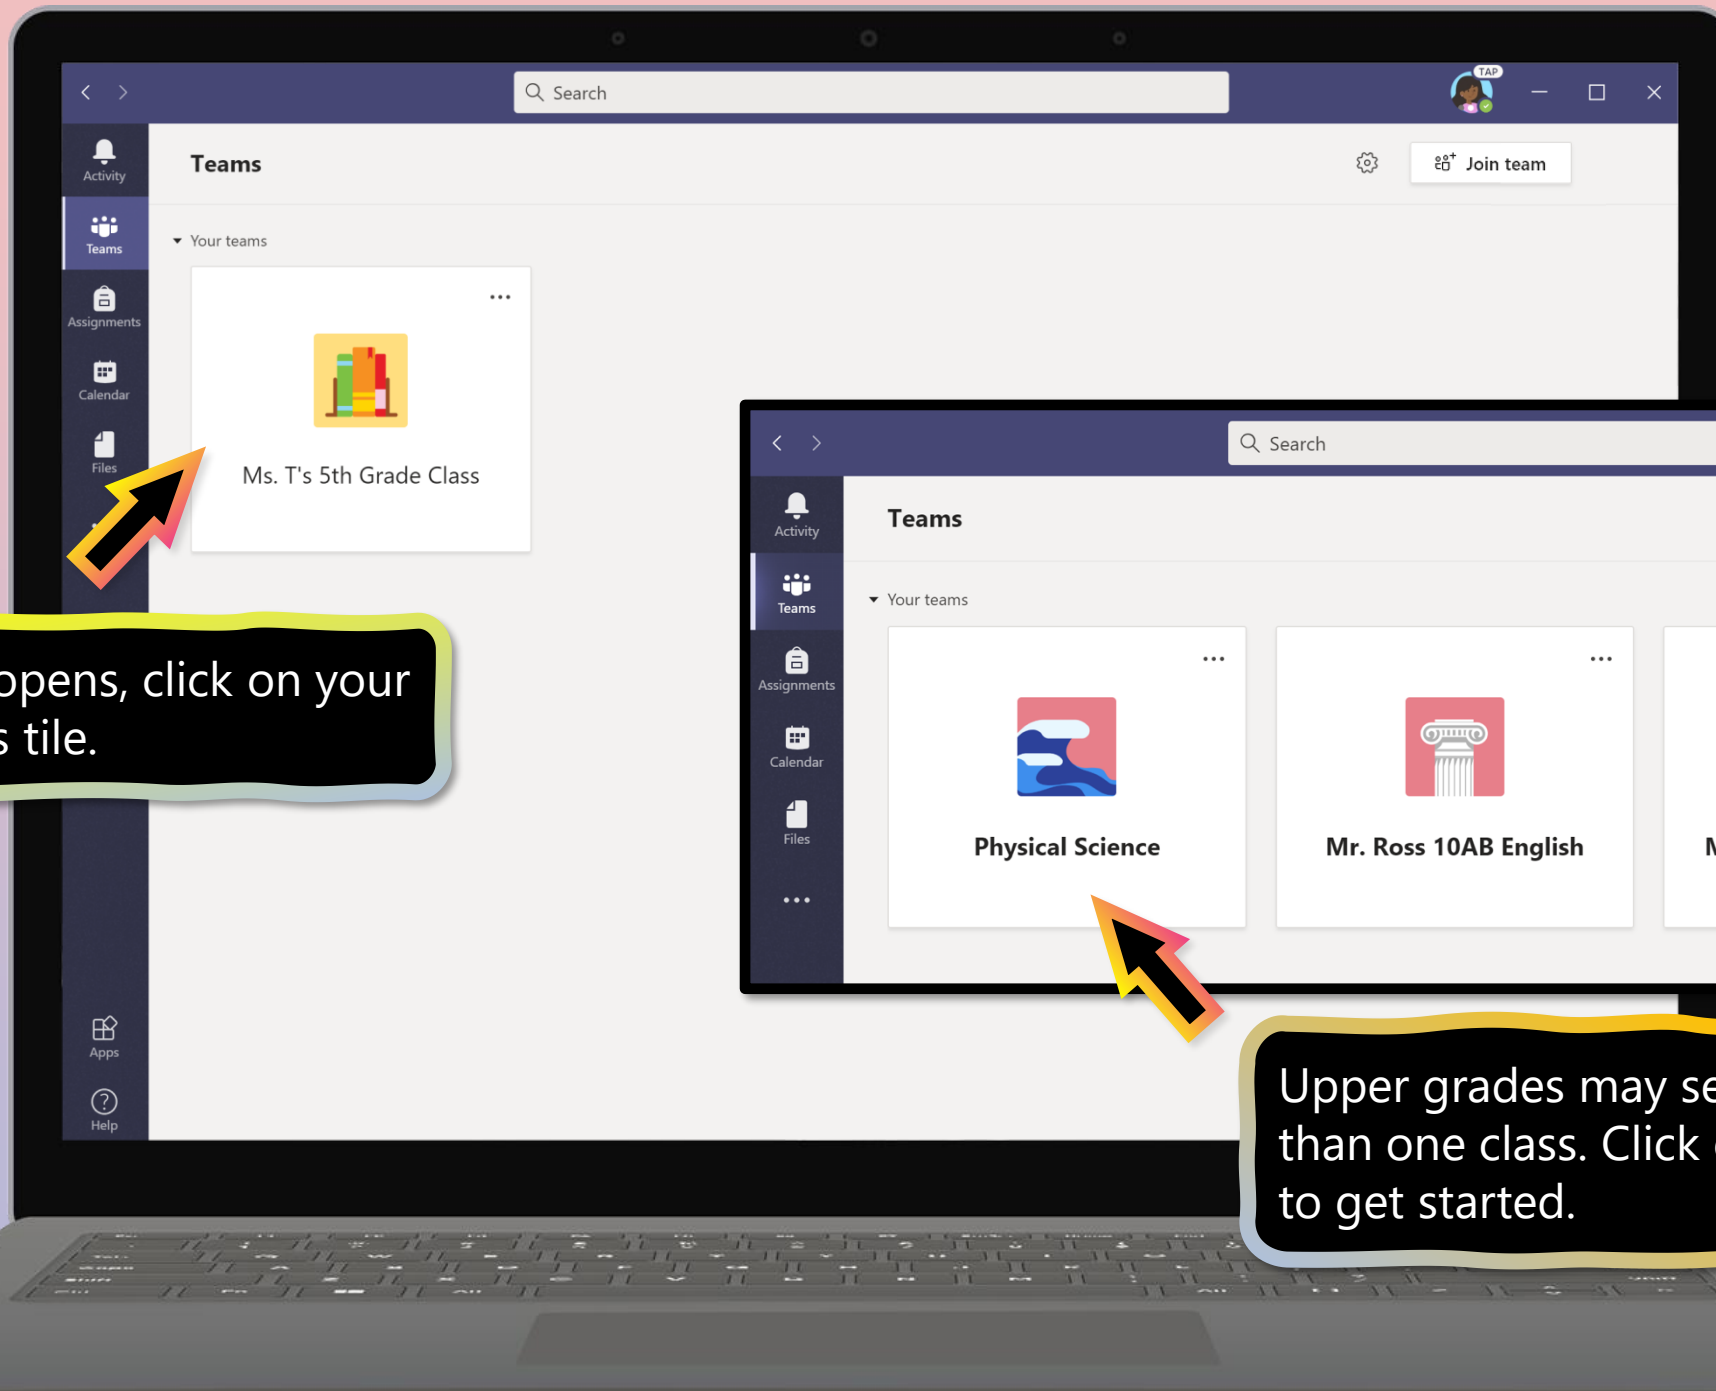 TAP
Search
Activity
Teams
Join team
Teams
Your teams
Assignments
Calendar
Files
Ms. T's 5th Grade Class
opens, click on your
tile.
Apps
Help
Search
Activity
Teams
Teams
Your teams
Assignments
Calendar
Files
Physical Science
Mr. Ross 10AB English
Upper grades may
than one class. Click
to get started.